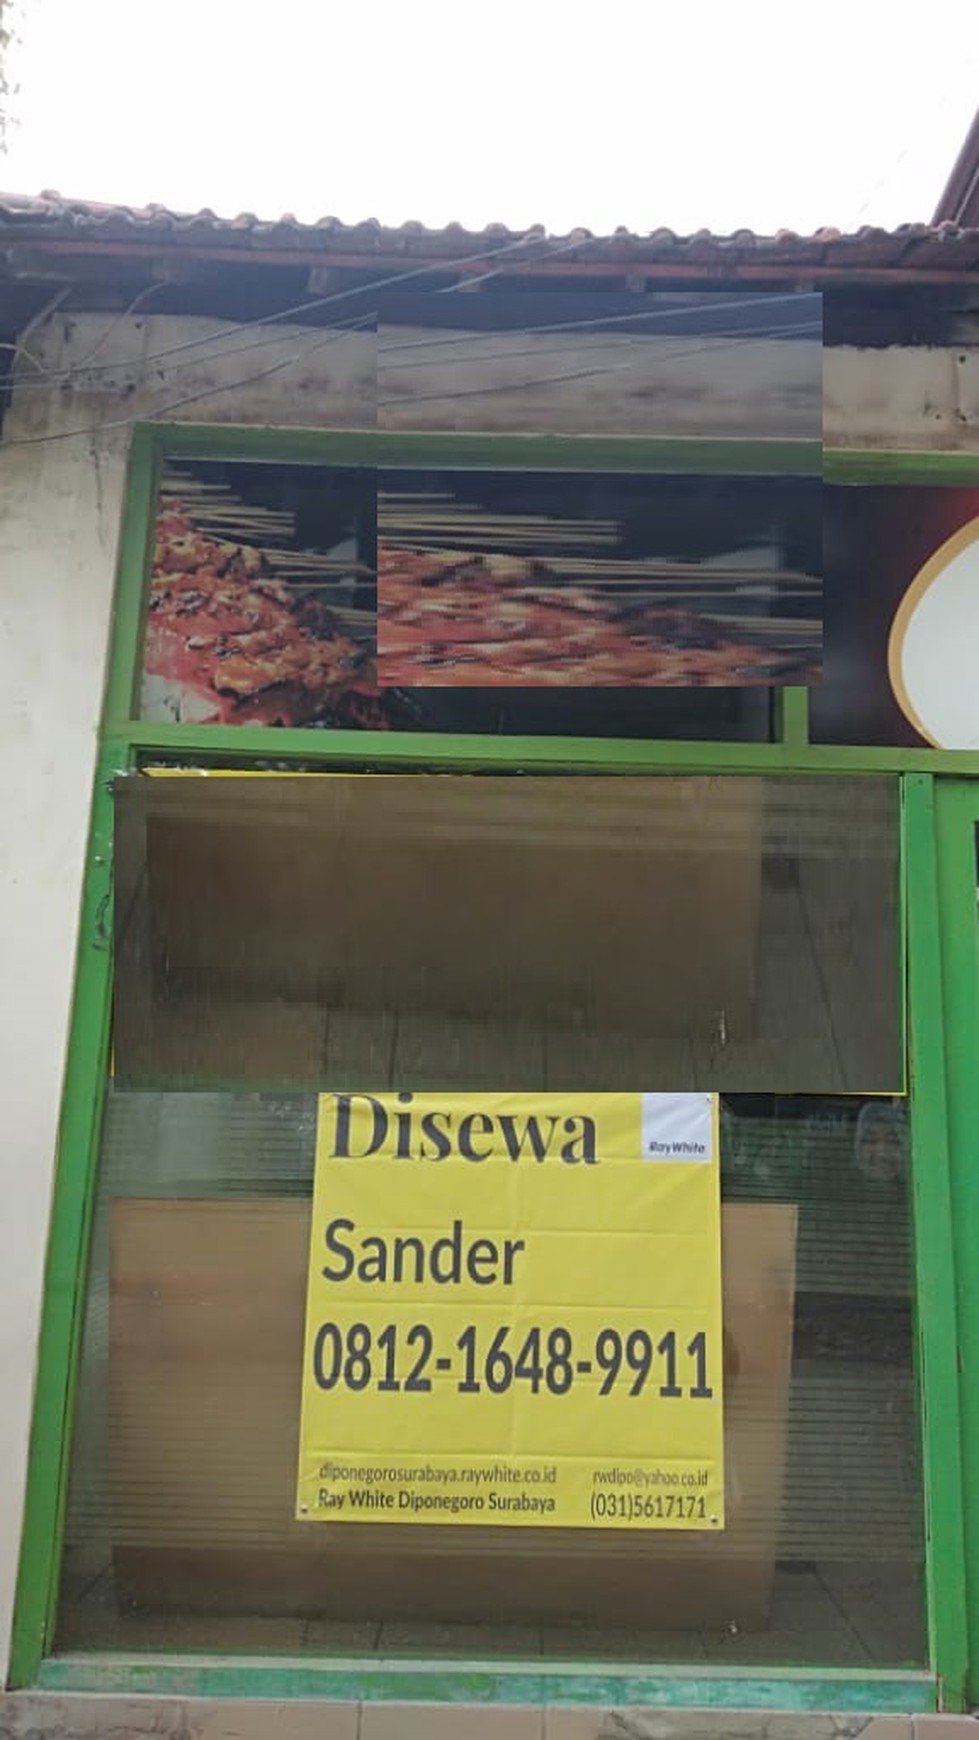 Disewa
Ray White
Sander
0812-1648-9911
diponegorosurabaya.raywhite.co.id
rwdipo@yahoo.co.id
Ray White Diponegoro Surabaya
(031)5617171